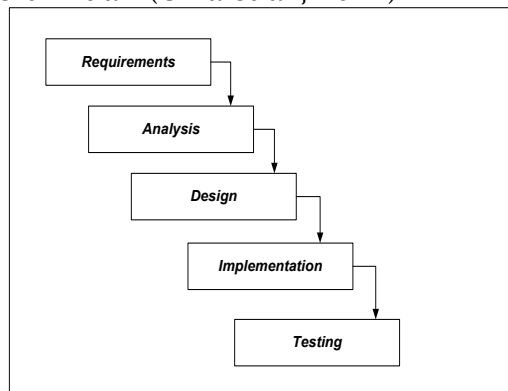 Requirements
Analysis
Design
Implementation
Testing